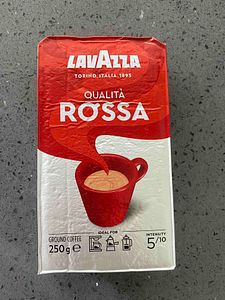 LAVAZZA
TORINO, ITALIA, 1895
QUALITÀ
ROSSA
IDEAL FOR
GROUND COFFEE
250g e
INTENSITY
5/10